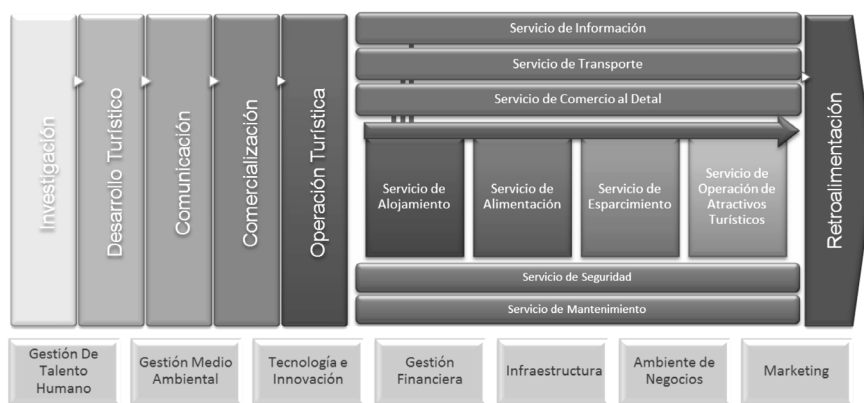 Investigación
Desarrollo Turístico
Comunicación
Comercialización
Operación Turística
Servicio de Información
Servicio de Transporte
Servicio de Comercio al Detal
Servicio de
Alojamiento
Servicio de
Alimentación
Servicio de
Esparcimiento
Servicio de
Operación de
Atractivos
Turísticos
Servicio de Seguridad
Servicio de Mantenimiento
Retroalimentación
Gestión De
Talento
Humano
Gestión Medio
Ambiental
Tecnología e
Innovación
Gestión
Financiera
Infraestructura
Ambiente de
Negocios
Marketing